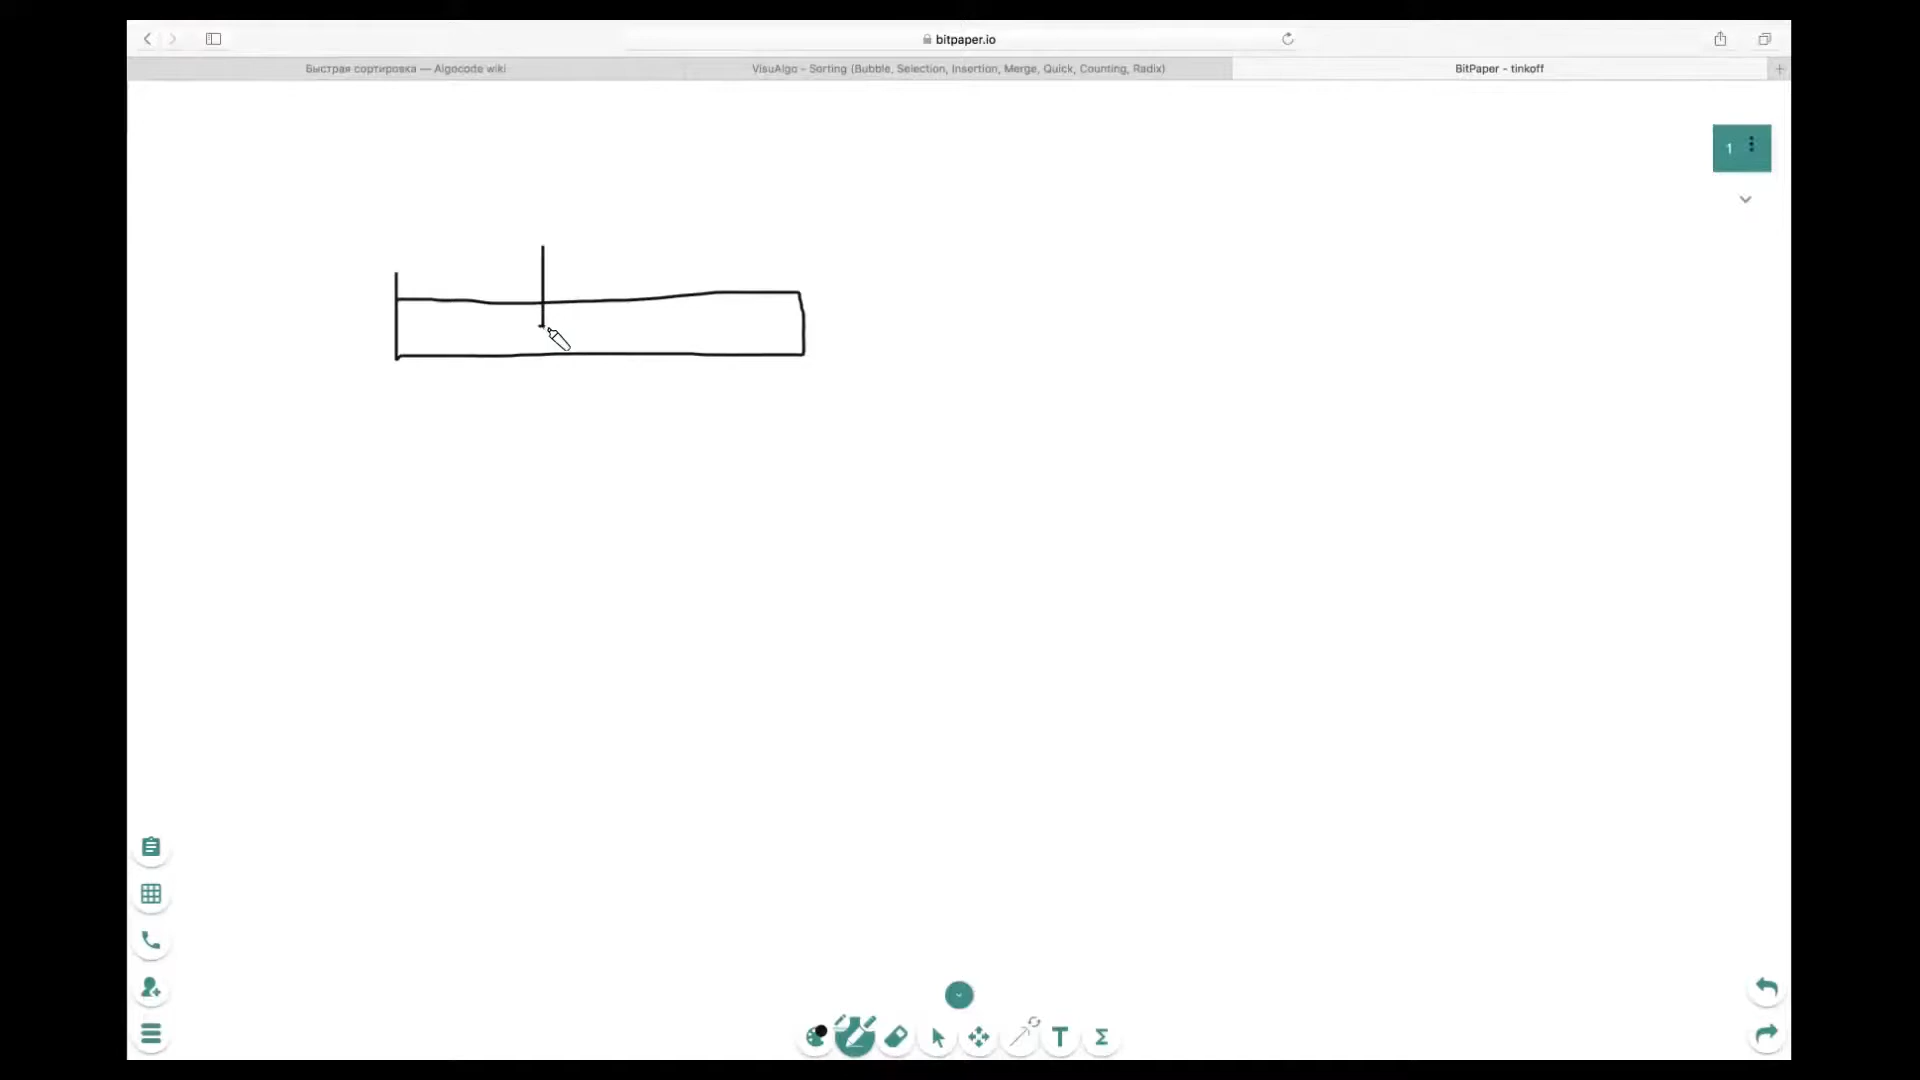 bitpaper.io
Быстрая сортировка — Algocode wiki
VisuAlgo - Sorting (Bubble, Selection, Insertion, Merge, Quick, Counting, Radix)
BitPaper - tinkoff
1
T
Σ